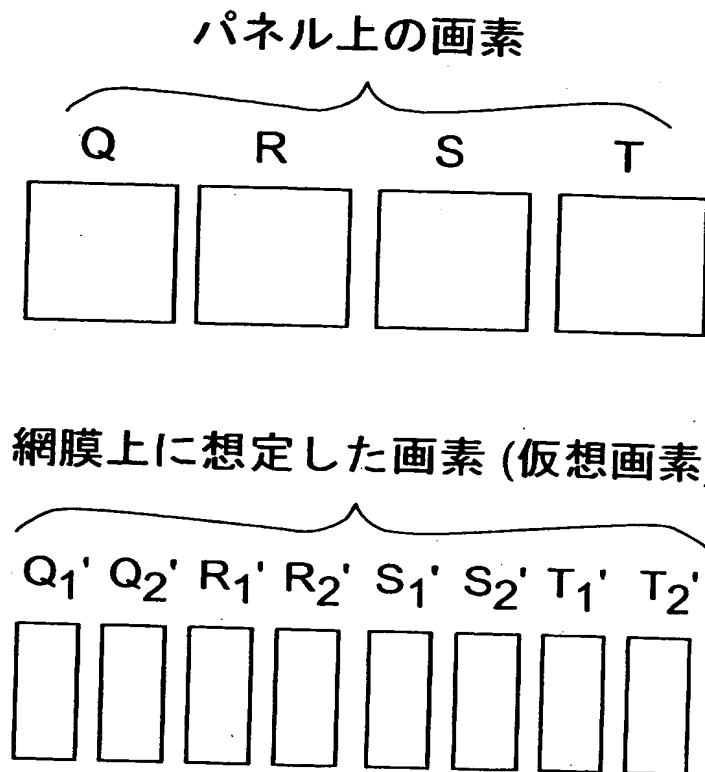 パネル上の画素
Q R S T
網膜上に想定した画素 (仮想画素)
Q1' Q2' R1' R2' S1' S2' T1' T2'